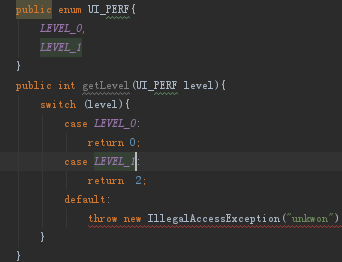 public enum UI_PERF{
    LEVEL_0,
    LEVEL_1
}
public int getLevel(UI_PERF level){
    switch (level){
        case LEVEL_0:
            return 0;
        case LEVEL_1:
            return  2;
        default:
            throw new IllegalAccessException("unkwon")
    }
}